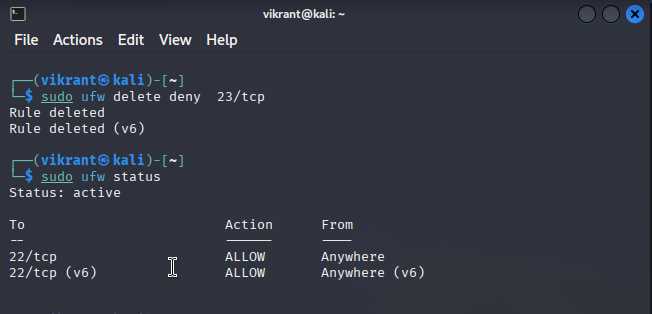 vikrant@kali: ~
File Actions Edit View Help
┌──(vikrant㉿kali)-[~]
└─$ sudo ufw delete deny  23/tcp
Rule deleted
Rule deleted (v6)
┌──(vikrant㉿kali)-[~]
└─$ sudo ufw status
Status: active
To                         Action      From
--                         ------      ----
22/tcp                     ALLOW       Anywhere
22/tcp (v6)                ALLOW       Anywhere (v6)